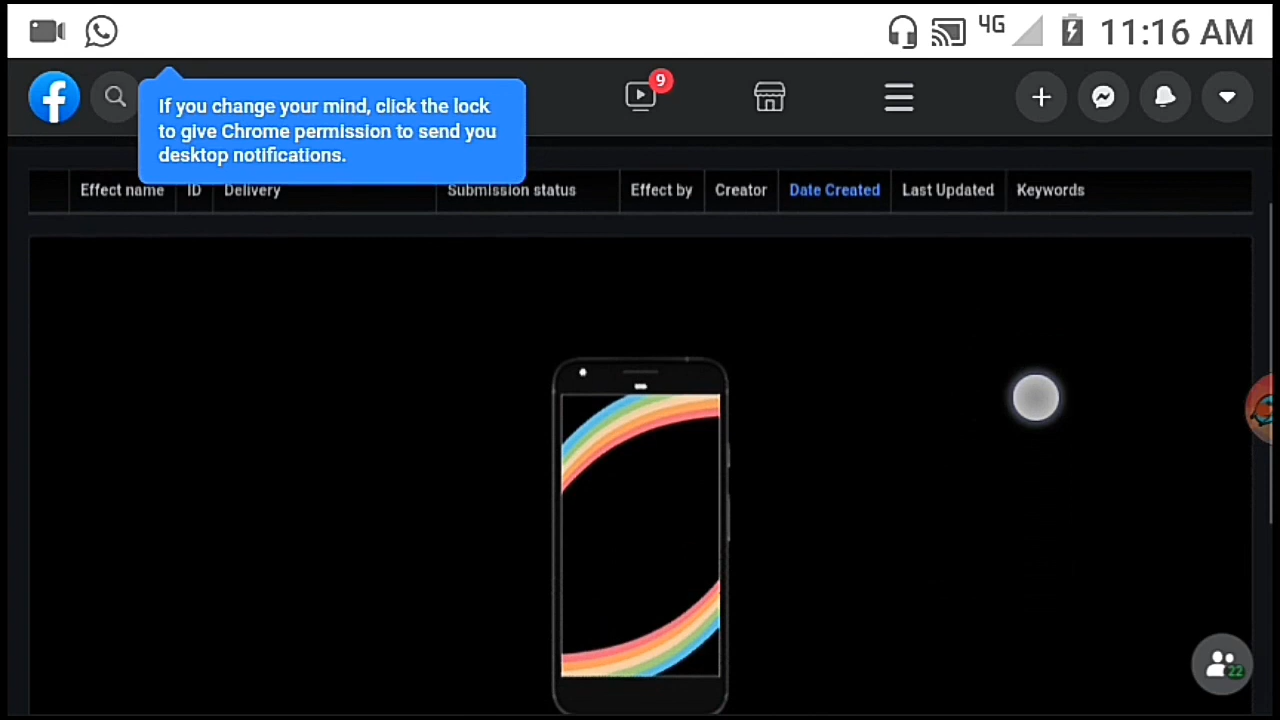 4G 11:16 AM
9
If you change your mind, click the lock
to give Chrome permission to send you
desktop notifications.
Effect name ID Delivery Submission status Effect by Creator Date Created Last Updated Keywords
22